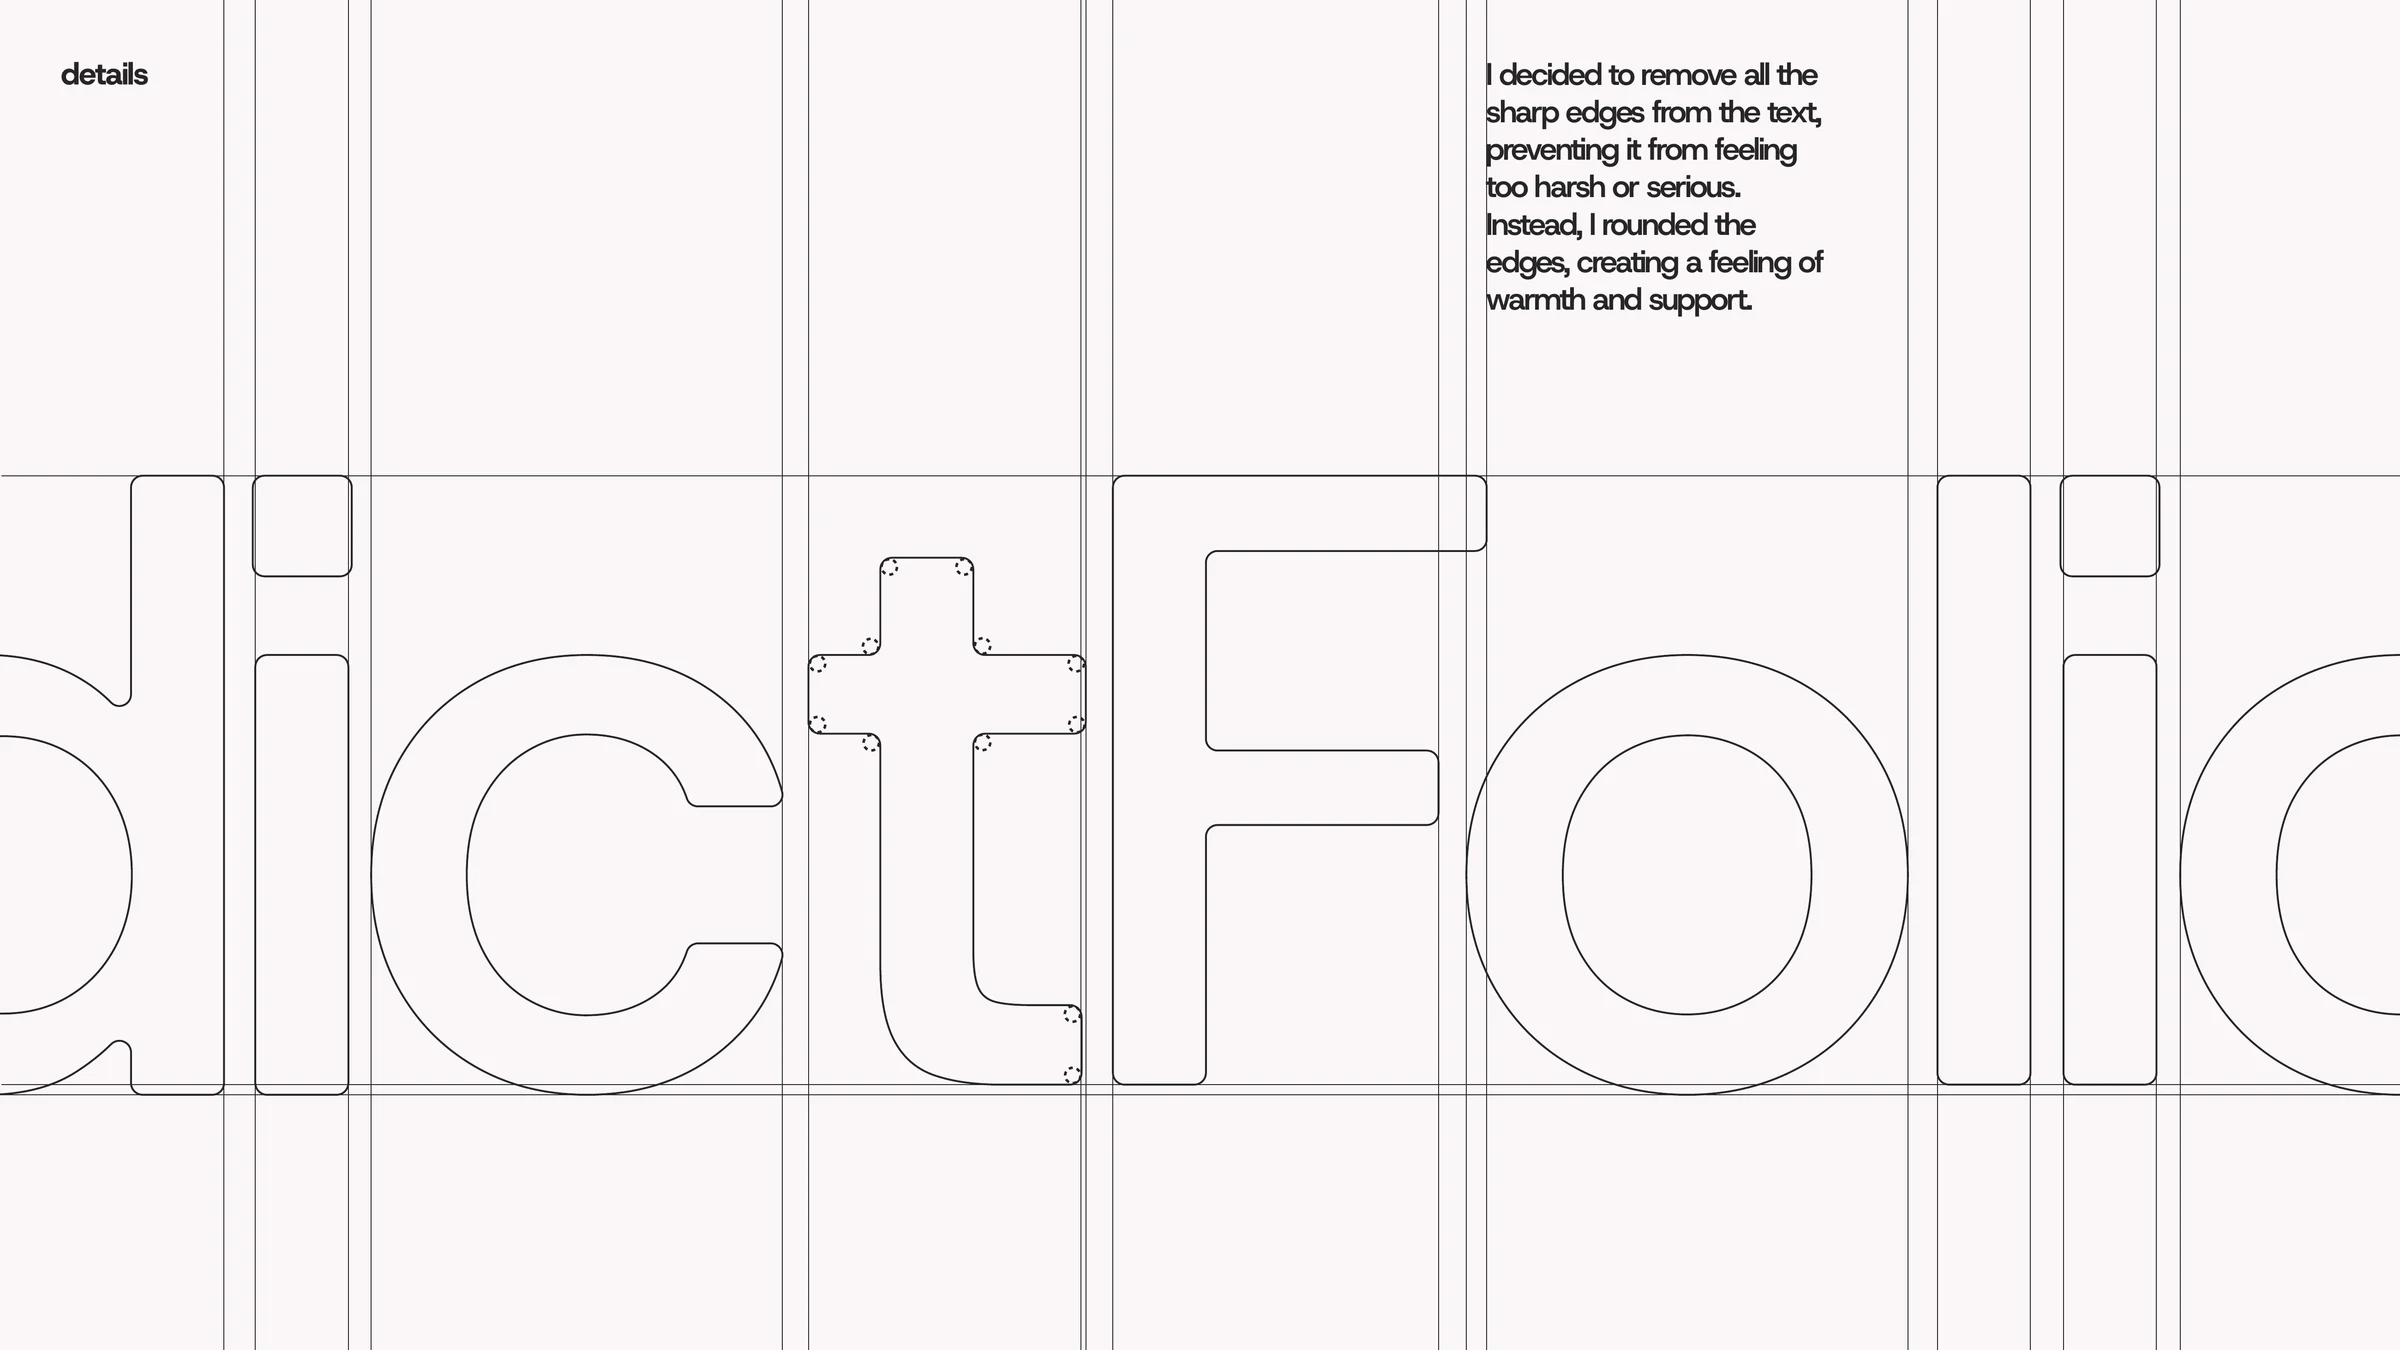 details
I decided to remove all the
sharp edges from the text,
preventing it from feeling
too harsh or serious.
Instead, I rounded the
edges, creating a feeling of
warmth and support.
dictFolio